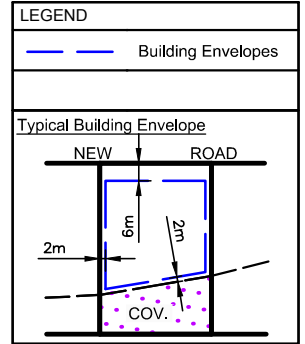 LEGEND
Building Envelopes
Typical Building Envelope
NEW ROAD
6m
2m
2m
COV.